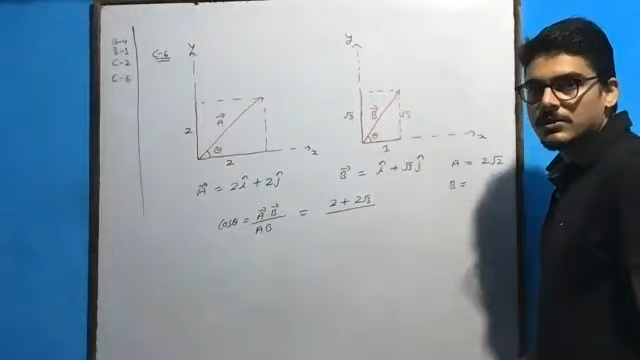 B-4
B-1
C-2
C-6
C-6
y
2
A⃗
θ
2
x
y
√3
B⃗
θ
√3
1
x
A⃗ = 2î + 2ĵ
B⃗ = î + √3 ĵ
A = 2√2
B =
cosθ = A⃗ B⃗ / AB = 2 + 2√3